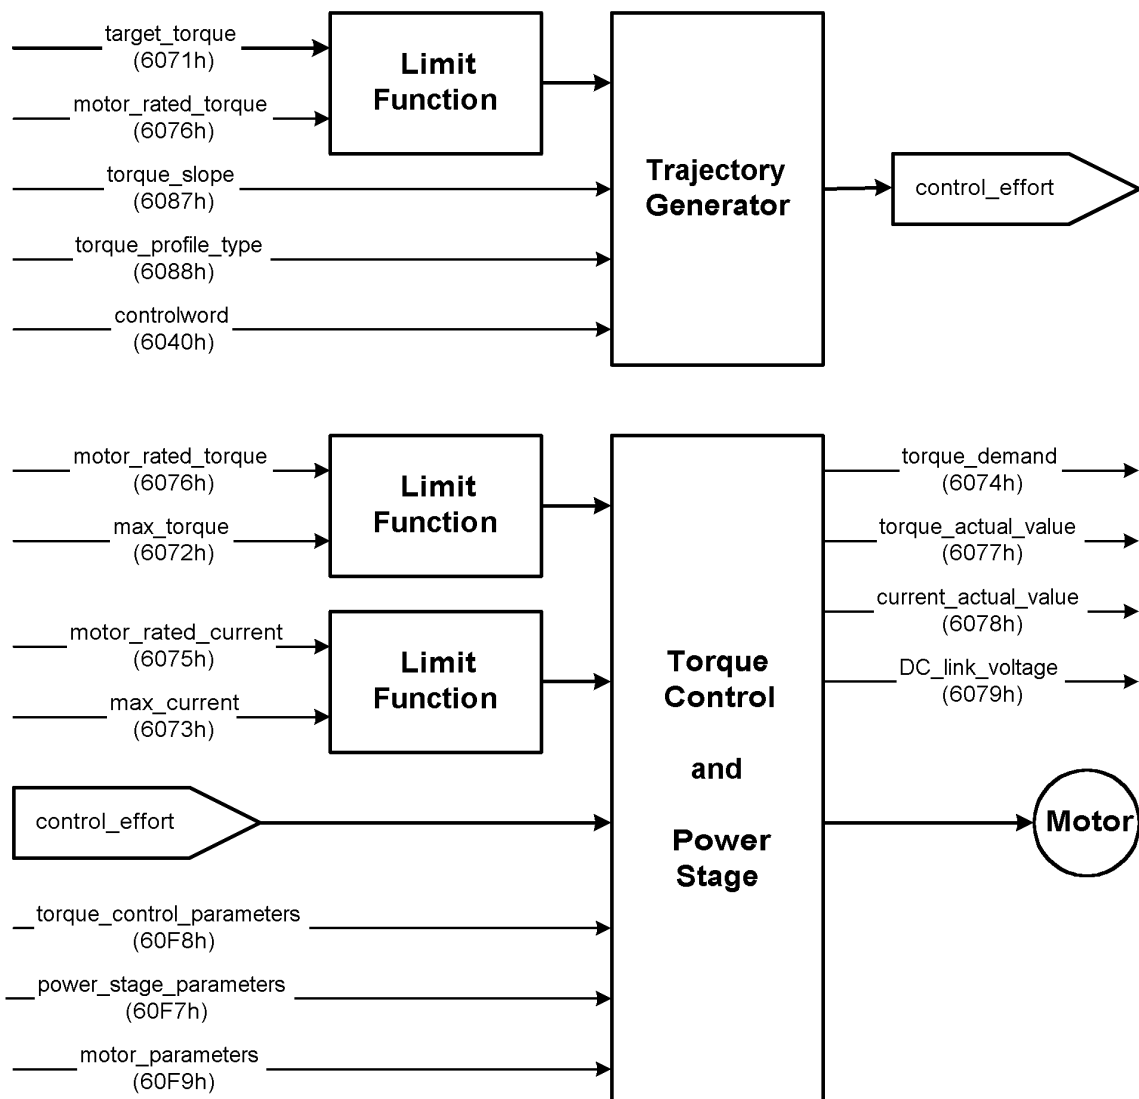 target_torque
(6071h)
motor_rated_torque
(6076h)
Limit
Function
torque_slope
(6087h)
torque_profile_type
(6088h)
controlword
(6040h)
Trajectory
Generator
control_effort
motor_rated_torque
(6076h)
max_torque
(6072h)
Limit
Function
motor_rated_current
(6075h)
max_current
(6073h)
Limit
Function
control_effort
torque_control_parameters
(60F8h)
power_stage_parameters
(60F7h)
motor_parameters
(60F9h)
Torque
Control
and
Power
Stage
torque_demand
(6074h)
torque_actual_value
(6077h)
current_actual_value
(6078h)
DC_link_voltage
(6079h)
Motor